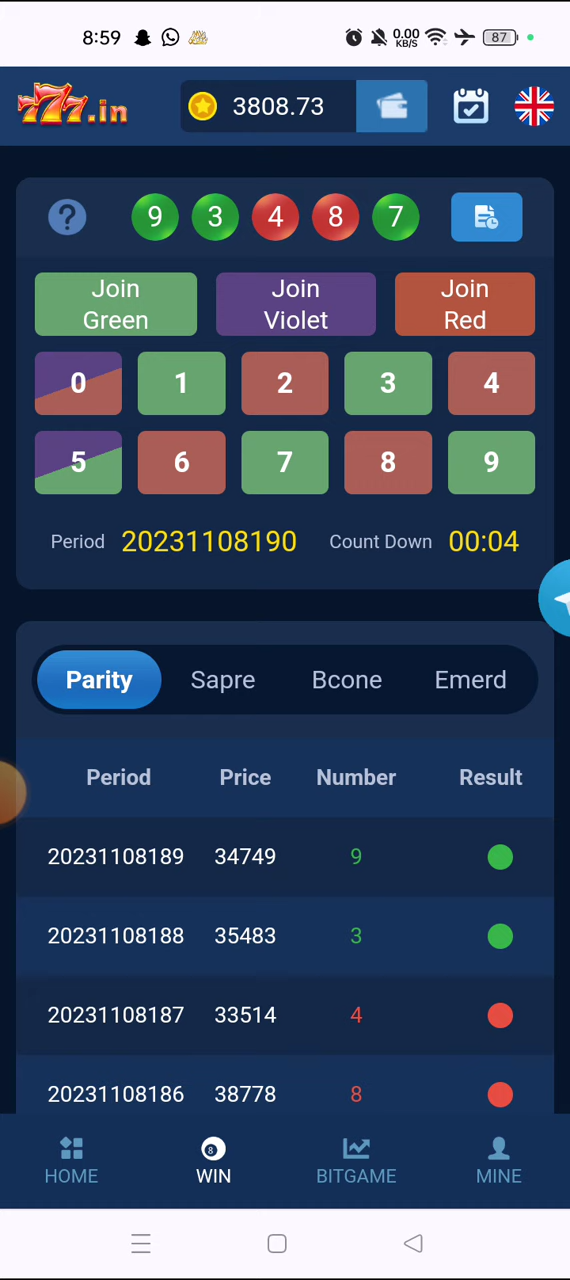 8:59
0.00
KB/S
87
777.in
3808.73
?
9 3 4 8 7
Join Green
Join Violet
Join Red
0 1 2 3 4
5 6 7 8 9
Period 20231108190 Count Down 00:04
Parity Sapre Bcone Emerd
Period Price Number Result
20231108189 34749 9
20231108188 35483 3
20231108187 33514 4
20231108186 38778 8
8
HOME WIN BITGAME MINE